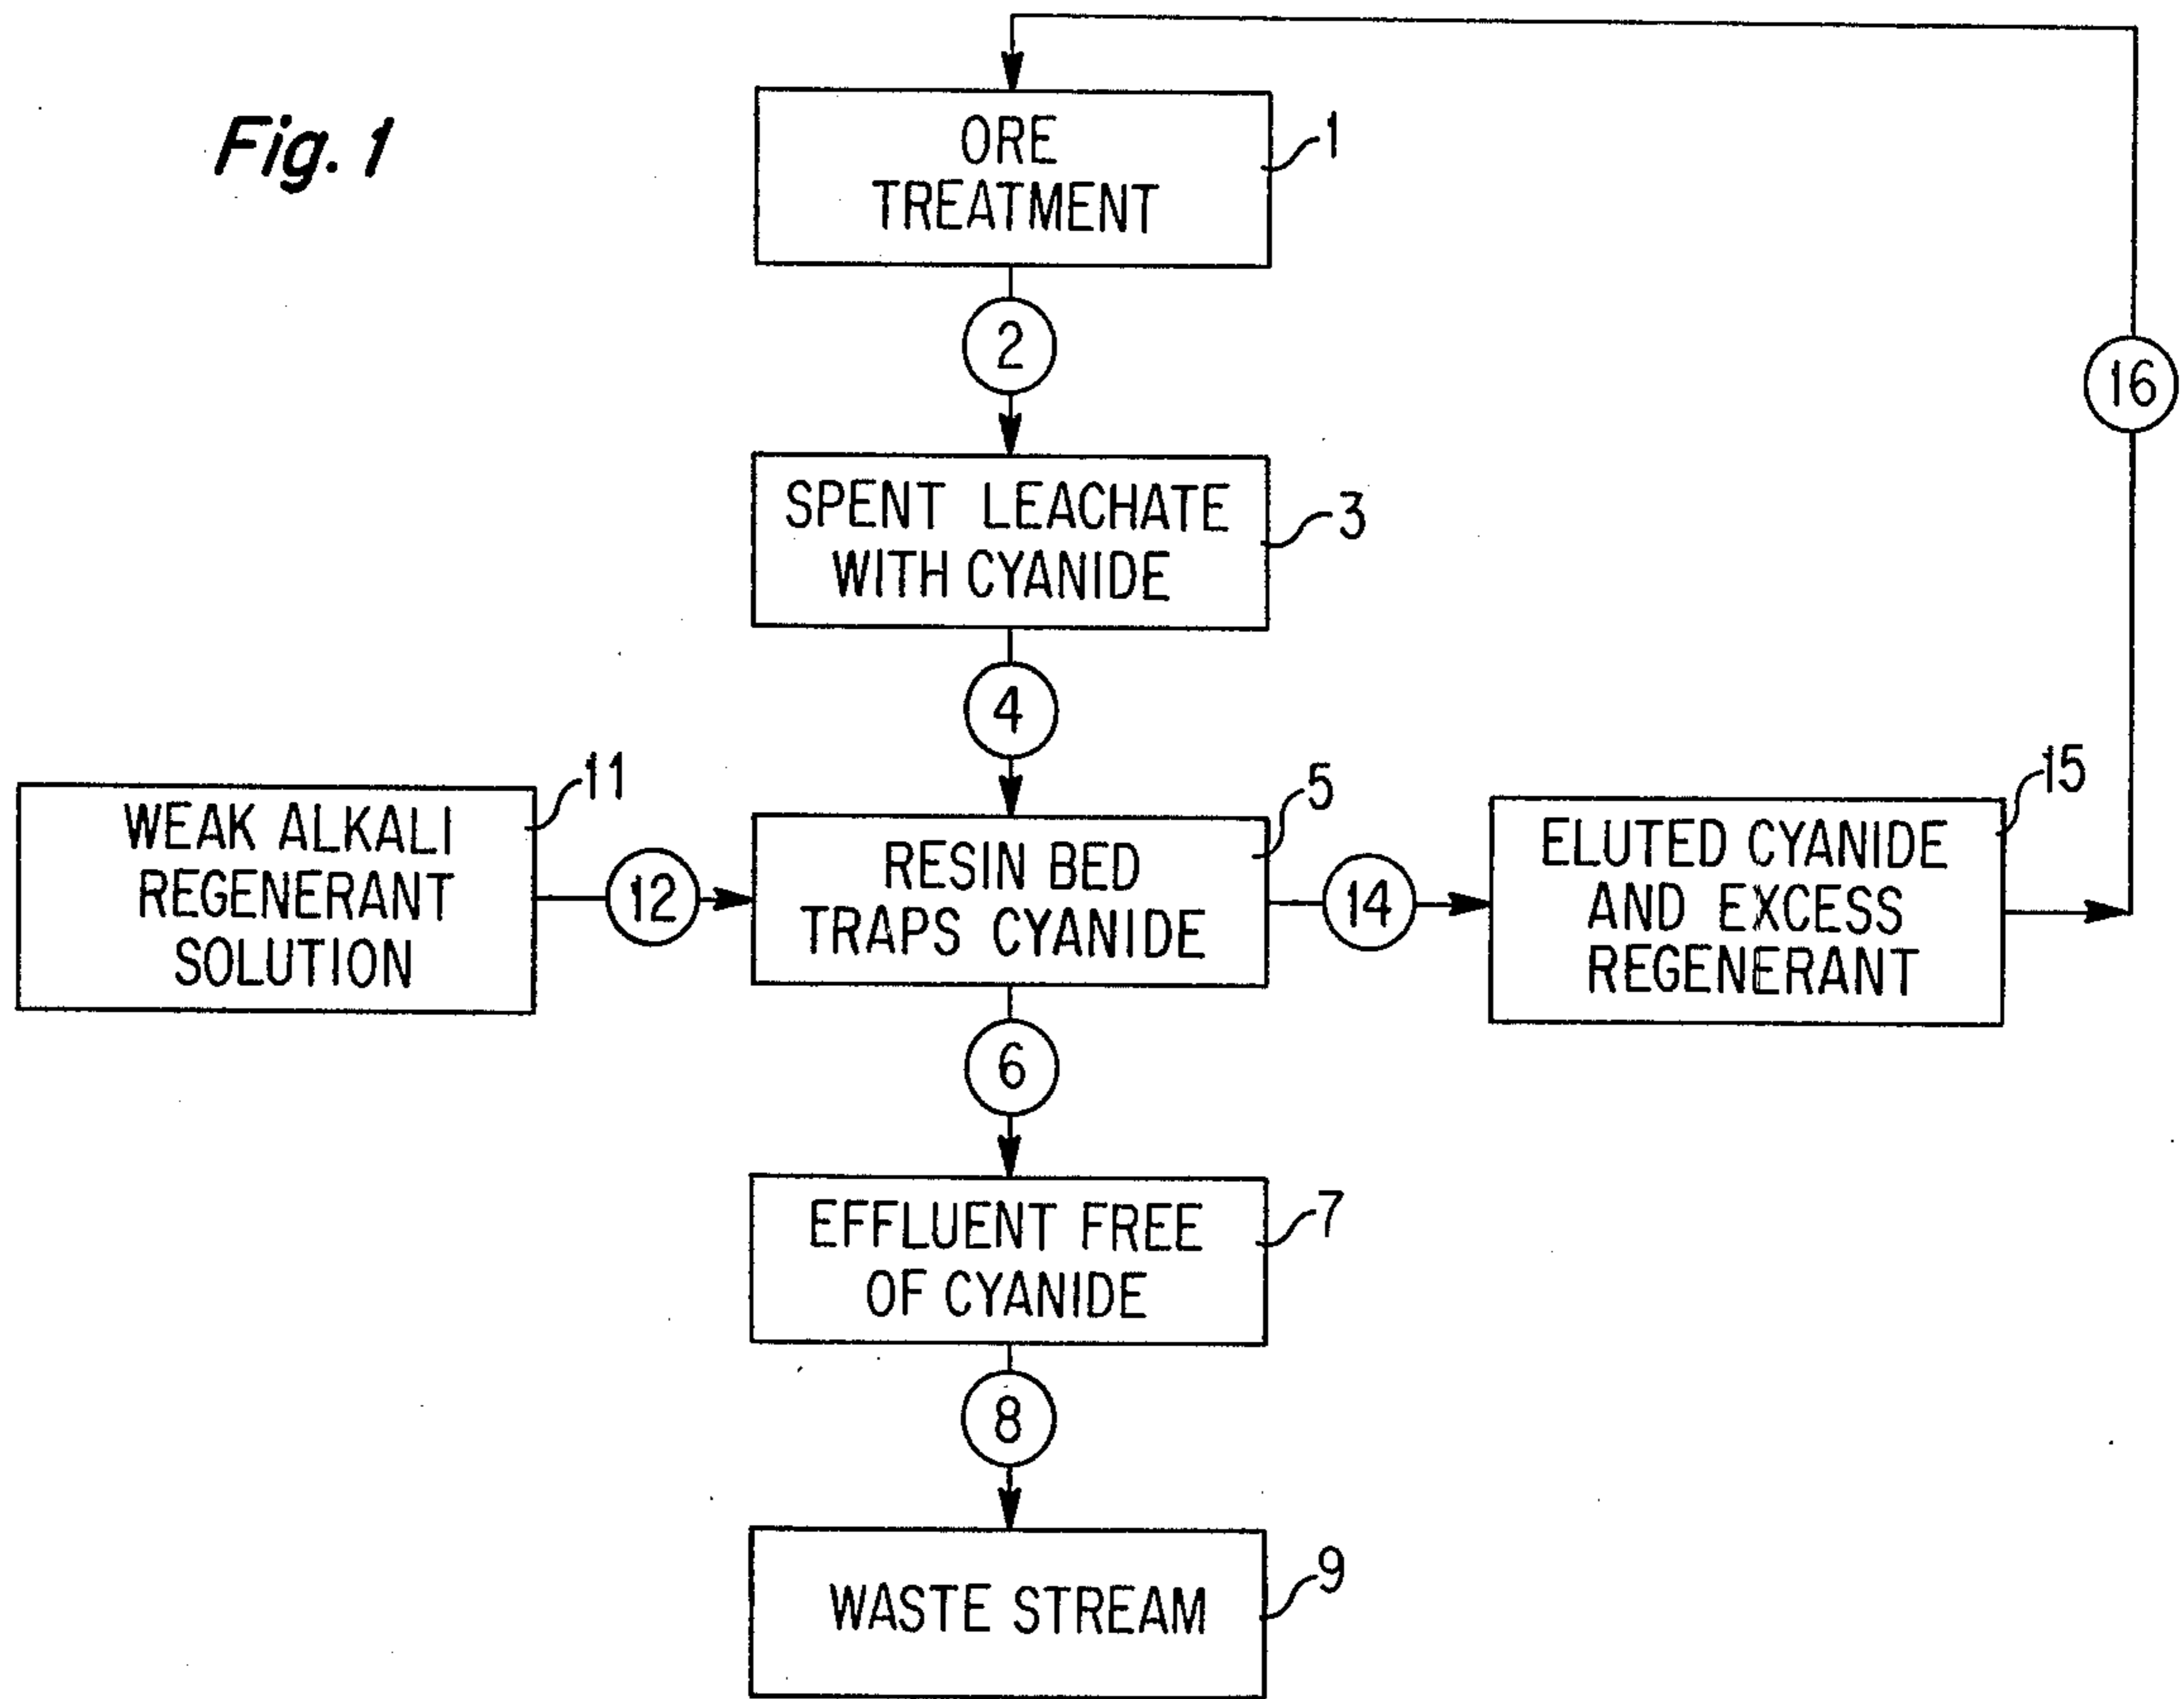 Fig. 1
ORE
TREATMENT
1
2
SPENT LEACHATE
WITH CYANIDE
3
16
4
WEAK ALKALI
REGENERANT
SOLUTION
11
12
RESIN BED
TRAPS CYANIDE
5
14
ELUTED CYANIDE
AND EXCESS
REGENERANT
15
6
EFFLUENT FREE
OF CYANIDE
7
8
WASTE STREAM
9